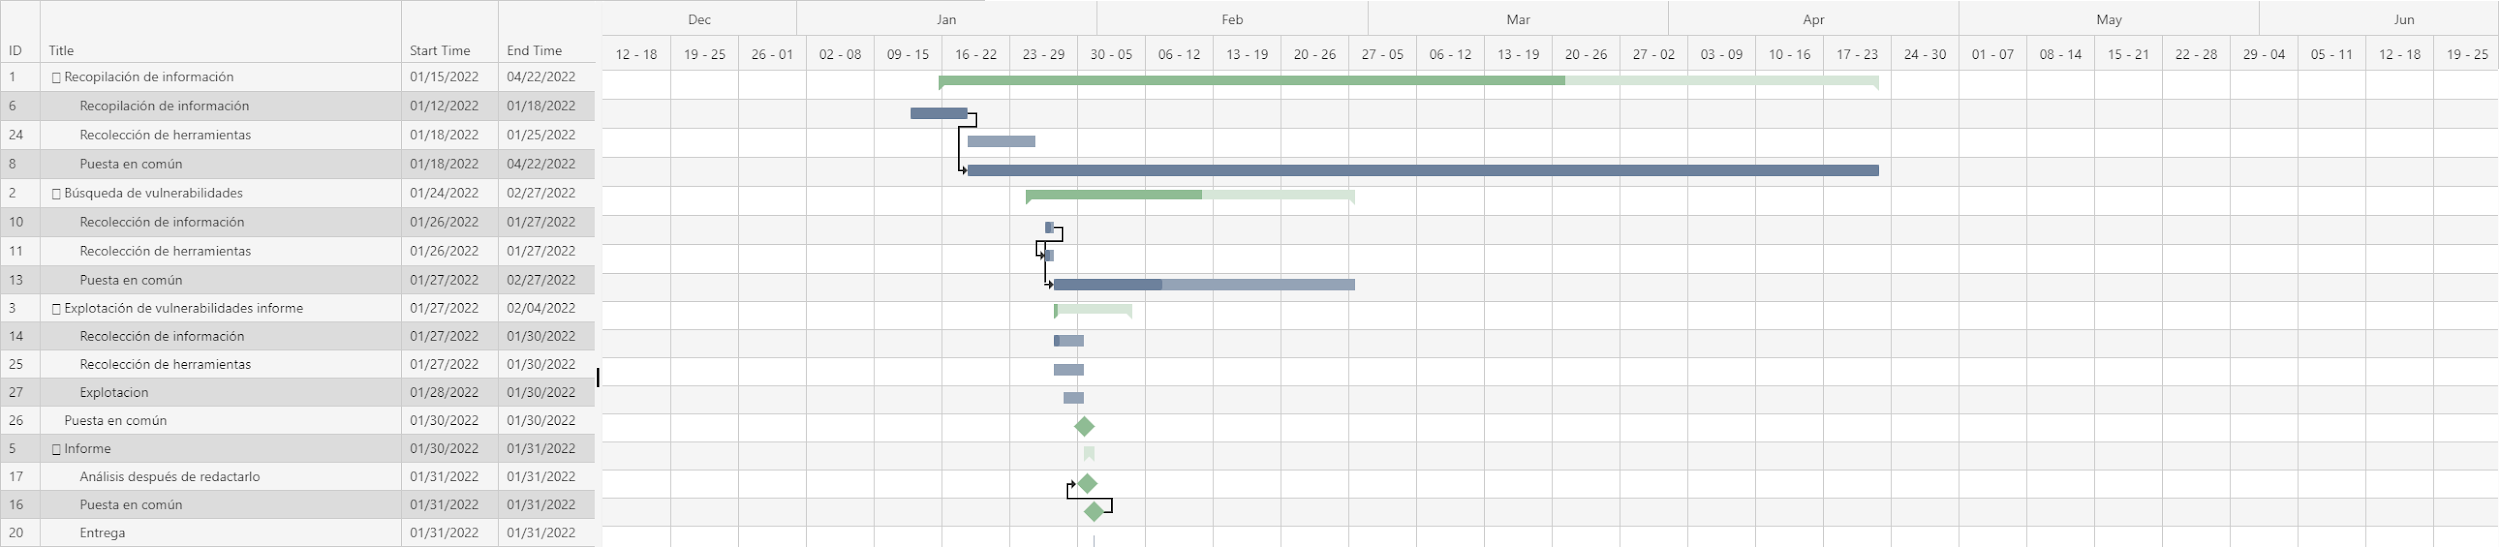 Dec Jan Feb Mar Apr May Jun
ID Title Start Time End Time 12 - 18 19 - 25 26 - 01 02 - 08 09 - 15 16 - 22 23 - 29 30 - 05 06 - 12 13 - 19 20 - 26 27 - 05 06 - 12 13 - 19 20 - 26 27 - 02 03 - 09 10 - 16 17 - 23 24 - 30 01 - 07 08 - 14 15 - 21 22 - 28 29 - 04 05 - 11 12 - 18 19 - 25
1 Recopilación de información 01/15/2022 04/22/2022
6 Recopilación de información 01/12/2022 01/18/2022
24 Recolección de herramientas 01/18/2022 01/25/2022
8 Puesta en común 01/18/2022 04/22/2022
2 Búsqueda de vulnerabilidades 01/24/2022 02/27/2022
10 Recolección de información 01/26/2022 01/27/2022
11 Recolección de herramientas 01/26/2022 01/27/2022
13 Puesta en común 01/27/2022 02/27/2022
3 Explotación de vulnerabilidades informe 01/27/2022 02/04/2022
14 Recolección de información 01/27/2022 01/30/2022
25 Recolección de herramientas 01/27/2022 01/30/2022
27 Explotacion 01/28/2022 01/30/2022
26 Puesta en común 01/30/2022 01/30/2022
5 Informe 01/30/2022 01/31/2022
17 Análisis después de redactarlo 01/31/2022 01/31/2022
16 Puesta en común 01/31/2022 01/31/2022
20 Entrega 01/31/2022 01/31/2022